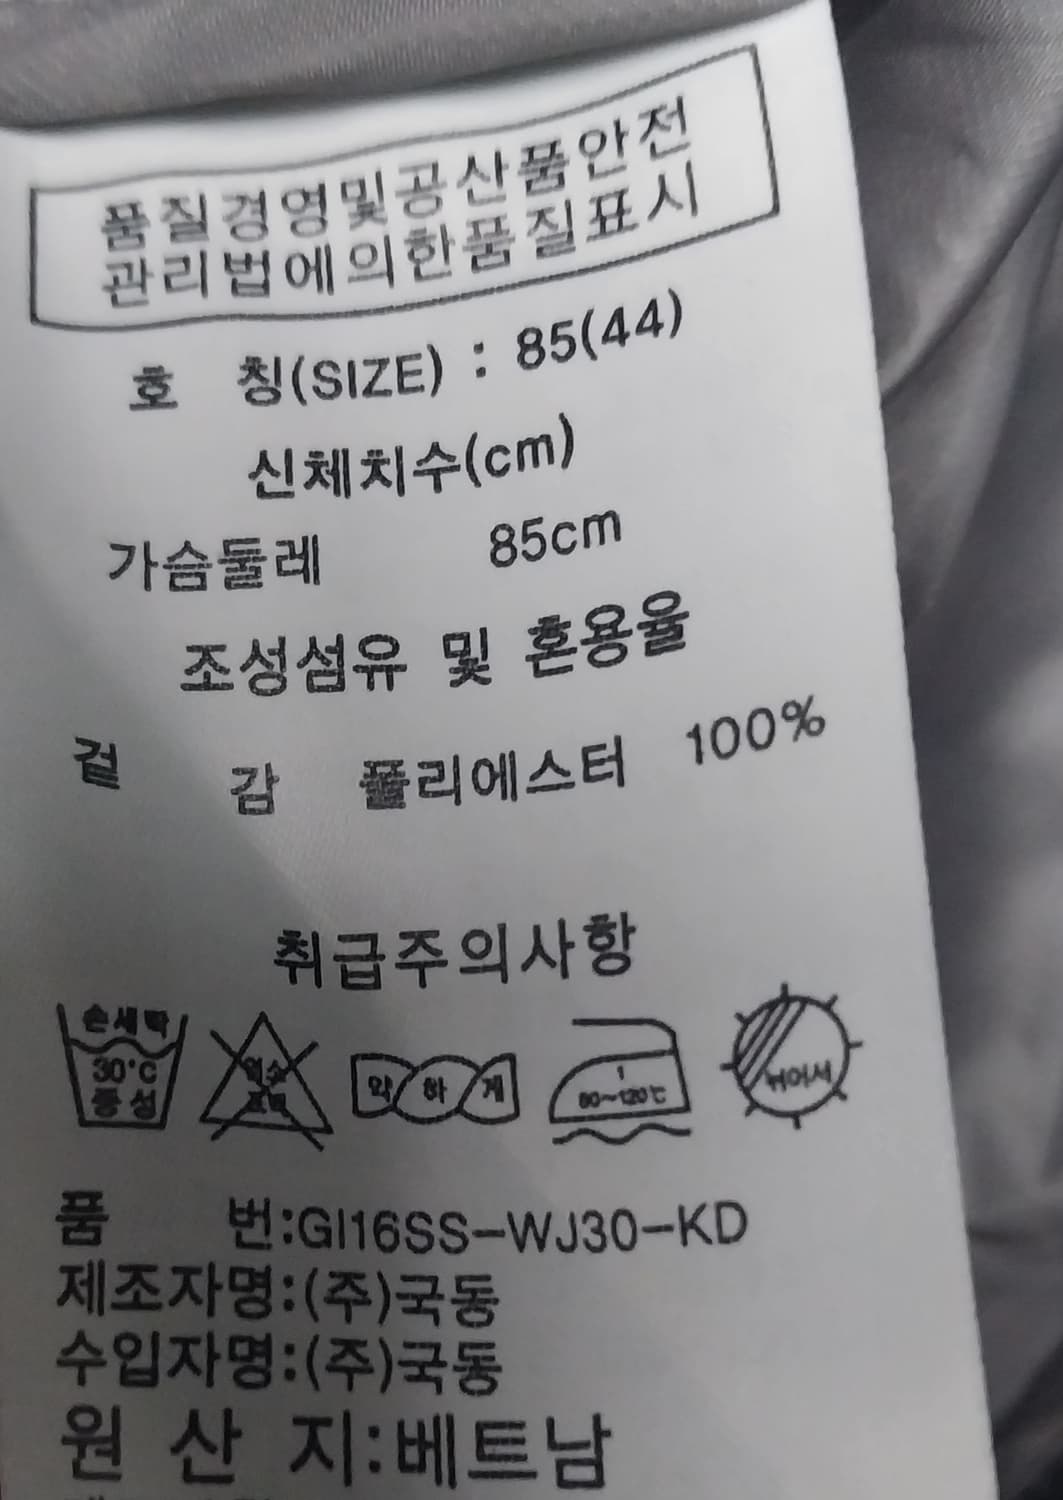 품질경영및공산품안전
관리법에의한품질표시
호 칭(SIZE) : 85(44)
신체치수(cm)
가슴둘레 85cm
조성섬유 및 혼용율
겉 감 폴리에스터 100%
취급주의사항
손세탁
30°C
중성
염소
표백
약하게
1
80~120℃
뉘어서
품 번:GI16SS-WJ30-KD
제조자명:(주)국동
수입자명:(주)국동
원 산 지:베트남